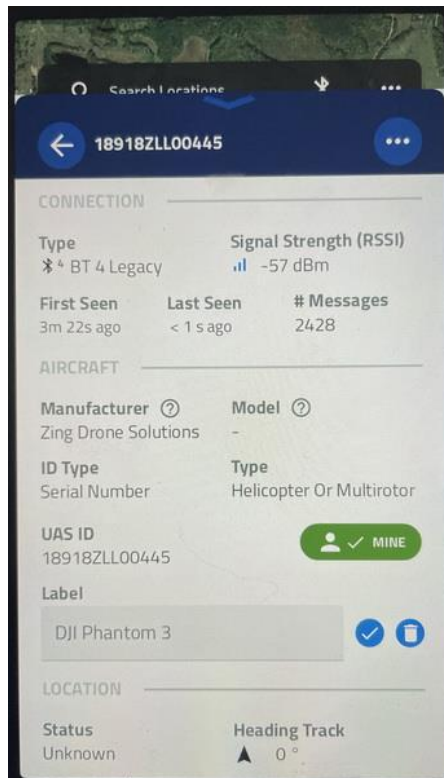 Search Locations
18918ZLL00445
CONNECTION
Type
Signal Strength (RSSI)
4 BT 4 Legacy
-57 dBm
First Seen
Last Seen
# Messages
3m 22s ago
< 1 s ago
2428
AIRCRAFT
Manufacturer ?
Model ?
Zing Drone Solutions
-
ID Type
Type
Serial Number
Helicopter Or Multirotor
UAS ID
18918ZLL00445
MINE
Label
DJI Phantom 3
LOCATION
Status
Heading Track
Unknown
0 °